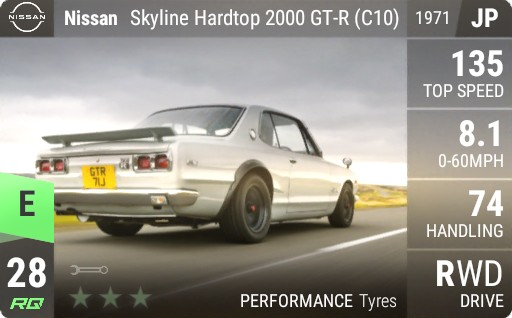 NISSAN Nissan Skyline Hardtop 2000 GT-R (C10) 1971 JP
135
TOP SPEED
8.1
0-60MPH
74
HANDLING
RWD
DRIVE
GTR
71J
E
28
RQ
PERFORMANCE Tyres